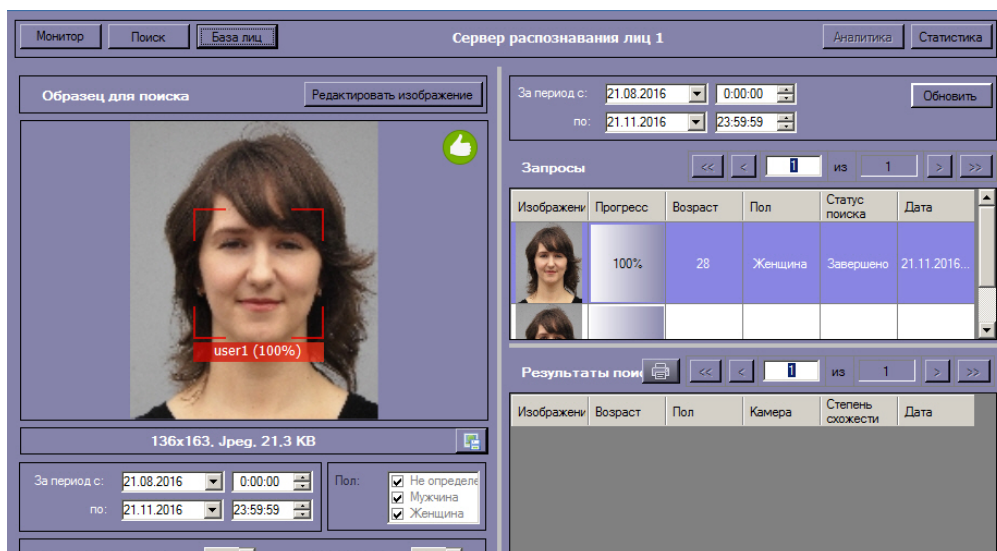 Монитор
Поиск
База лиц
Сервер распознавания лиц 1
Аналитика
Статистика
Образец для поиска
Редактировать изображение
user1 (100%)
136x163, Jpeg, 21,3 KB
За период с: 21.08.2016 0:00:00
по: 21.11.2016 23:59:59
Пол:
Не определе
Мужчина
Женщина
За период с: 21.08.2016 0:00:00
по: 21.11.2016 23:59:59
Обновить
Запросы << < 1 из 1 > >>
Изображени Прогресс Возраст Пол Статус поиска Дата
100% 28 Женщина Завершено 21.11.2016...
Результаты пои << < 1 из 1 > >>
Изображени Возраст Пол Камера Степень схожести Дата